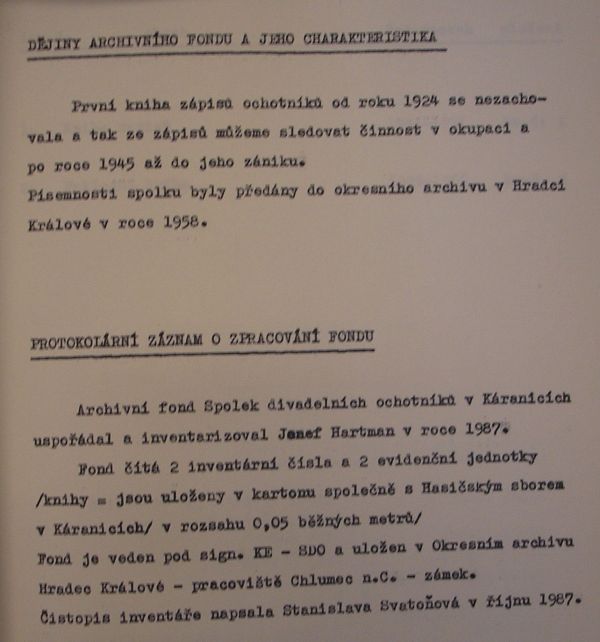 DĚJINY ARCHIVNÍHO FONDU A JEHO CHARAKTERISTIKA
První kniha zápisů ochotníků od roku 1924 se nezacho-
vala a tak ze zápisů můžeme sledovat činnost v okupaci a
po roce 1945 až do jeho zániku.
Písemnosti spolku byly předány do okresního archivu v Hradci
Králové v roce 1958.
PROTOKOLÁRNÍ ZÁZNAM O ZPRACOVÁNÍ FONDU
Archivní fond Spolek divadelních ochotníků v Káranicích
uspořádal a inventarizoval Josef Hartman v roce 1987.
Fond čítá 2 inventární čísla a 2 evidenční jednotky
/knihy = jsou uloženy v kartonu společně s Hasičským sborem
v Káranicích/ v rozsahu 0,05 běžných metrů/
Fond je veden pod sign. KE - SDO a uložen v Okresním archivu
Hradec Králové - pracoviště Chlumec n.C. - zámek.
Čistopis inventáře napsala Stanislava Svatoňová v říjnu 1987.